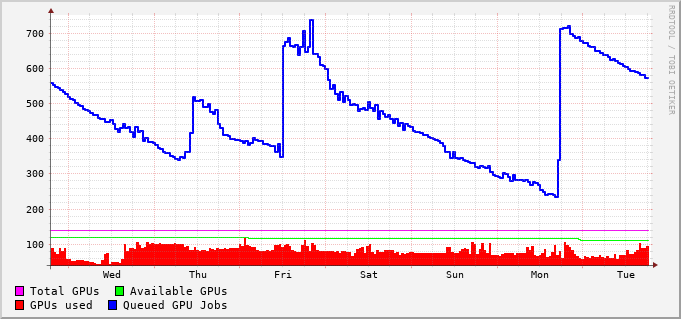 700
600
500
400
300
200
100
Wed Thu Fri Sat Sun Mon Tue
Total GPUs Available GPUs
GPUs used Queued GPU Jobs
RRDTOOL / TOBI OETIKER